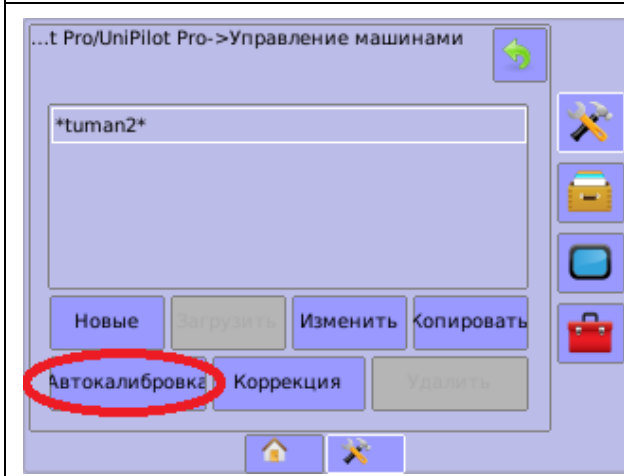 ...t Pro/UniPilot Pro->Управление машинами
*tuman2*
Новые Загрузить Изменить Копировать
Автокалибровка Коррекция Удалить